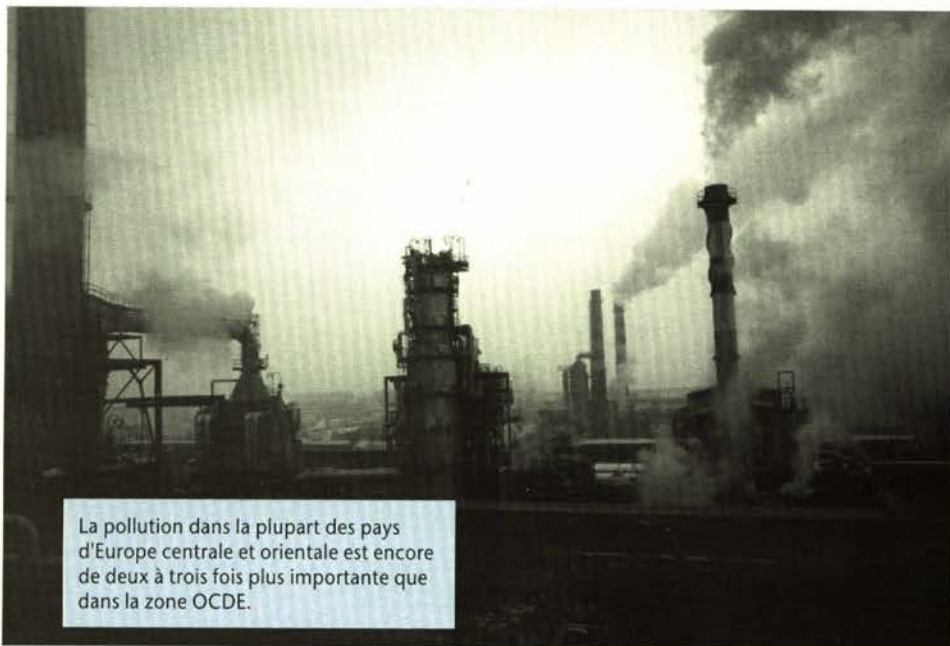 La pollution dans la plupart des pays
d'Europe centrale et orientale est encore
de deux à trois fois plus importante que
dans la zone OCDE.